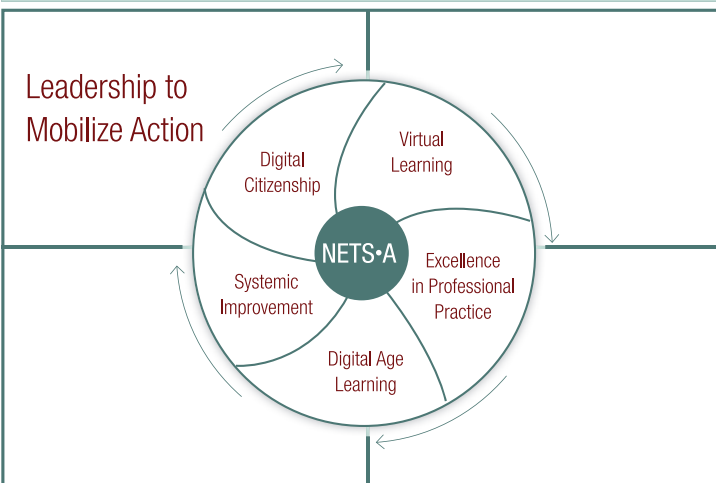 Leadership to
Mobilize Action
Digital
Citizenship
Virtual
Learning
NETS•A
Excellence
in Professional
Practice
Systemic
Improvement
Digital Age
Learning